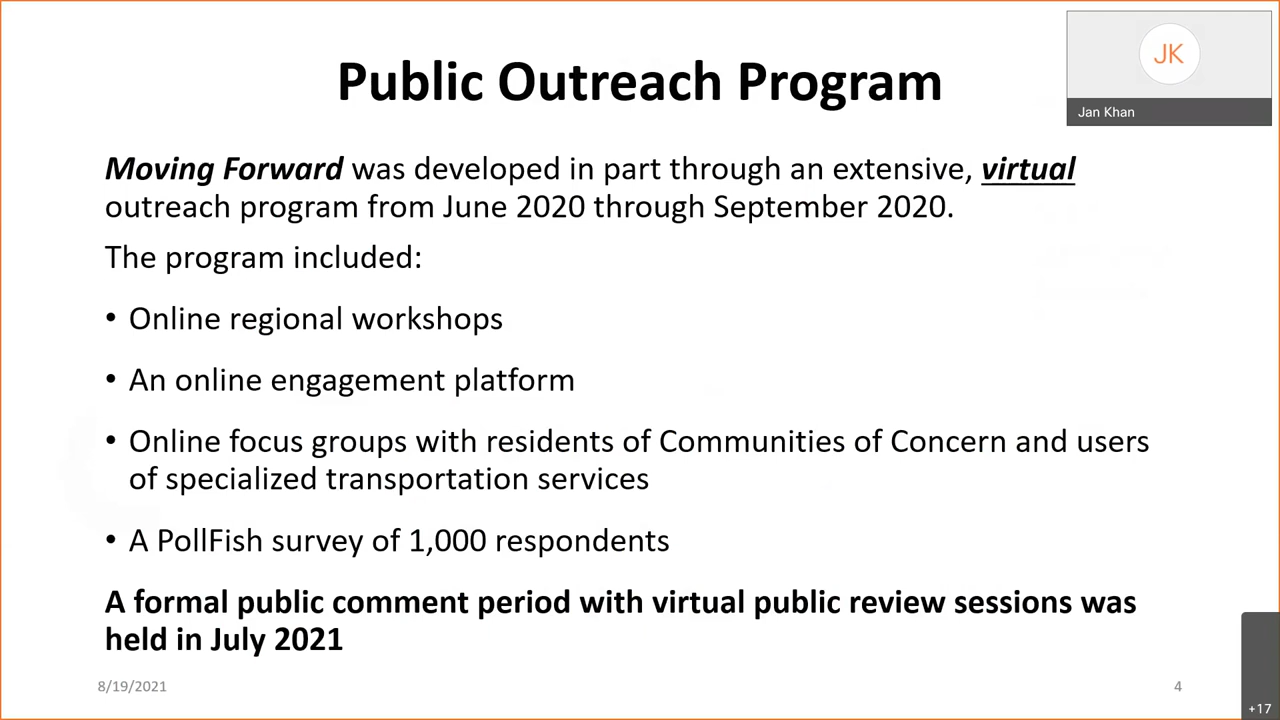 Public Outreach Program
JK
Jan Khan
Moving Forward was developed in part through an extensive, virtual
outreach program from June 2020 through September 2020.
The program included:
• Online regional workshops
• An online engagement platform
• Online focus groups with residents of Communities of Concern and users
of specialized transportation services
• A PollFish survey of 1,000 respondents
A formal public comment period with virtual public review sessions was
held in July 2021
8/19/2021
4
+17